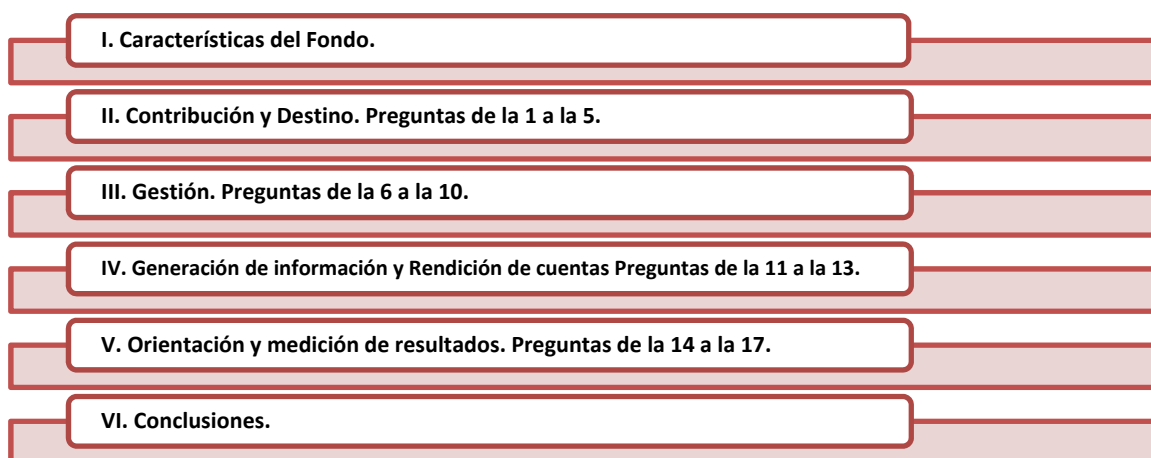 I. Características del Fondo.
II. Contribución y Destino. Preguntas de la 1 a la 5.
III. Gestión. Preguntas de la 6 a la 10.
IV. Generación de información y Rendición de cuentas Preguntas de la 11 a la 13.
V. Orientación y medición de resultados. Preguntas de la 14 a la 17.
VI. Conclusiones.